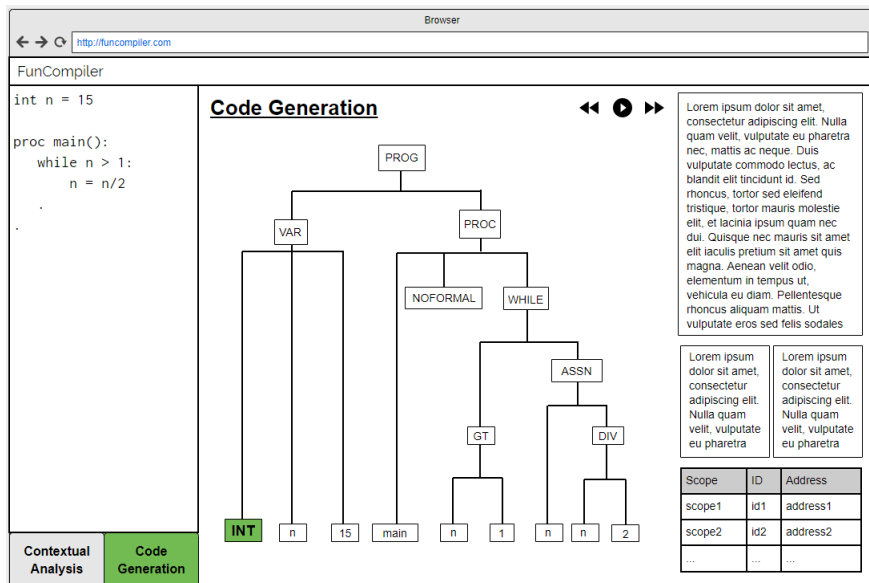 Browser
http://funcompiler.com
FunCompiler
int n = 15
proc main():
while n > 1:
n = n/2
.
.
Contextual
Analysis
Code
Generation
Code Generation
PROG
VAR
PROC
NOFORMAL
WHILE
ASSN
GT
DIV
INT
n
15
main
n
1
n
n
2
Lorem ipsum dolor sit amet,
consectetur adipiscing elit. Nulla
quam velit, vulputate eu pharetra
nec, mattis ac neque. Duis
vulputate commodo lectus, ac
blandit elit tincidunt id. Sed
rhoncus, tortor sed eleifend
tristique, tortor mauris molestie
elit, et lacinia ipsum quam nec
dui. Quisque nec mauris sit amet
elit iaculis pretium sit amet quis
magna. Aenean velit odio,
elementum in tempus ut,
vehicula eu diam. Pellentesque
rhoncus aliquam mattis. Ut
vulputate eros sed felis sodales
Lorem ipsum
dolor sit amet,
consectetur
adipiscing elit.
Nulla quam
velit, vulputate
eu pharetra
Lorem ipsum
dolor sit amet,
consectetur
adipiscing elit.
Nulla quam
velit, vulputate
eu pharetra
Scope ID Address
scope1 id1 address1
scope2 id2 address2
... ... ...